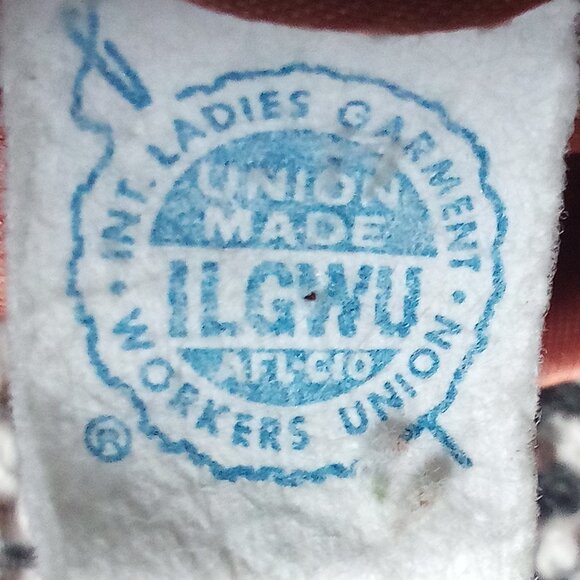 INT. LADIES GARMENT
UNION
MADE
ILGWU
AFL-CIO
• WORKERS UNION •
®